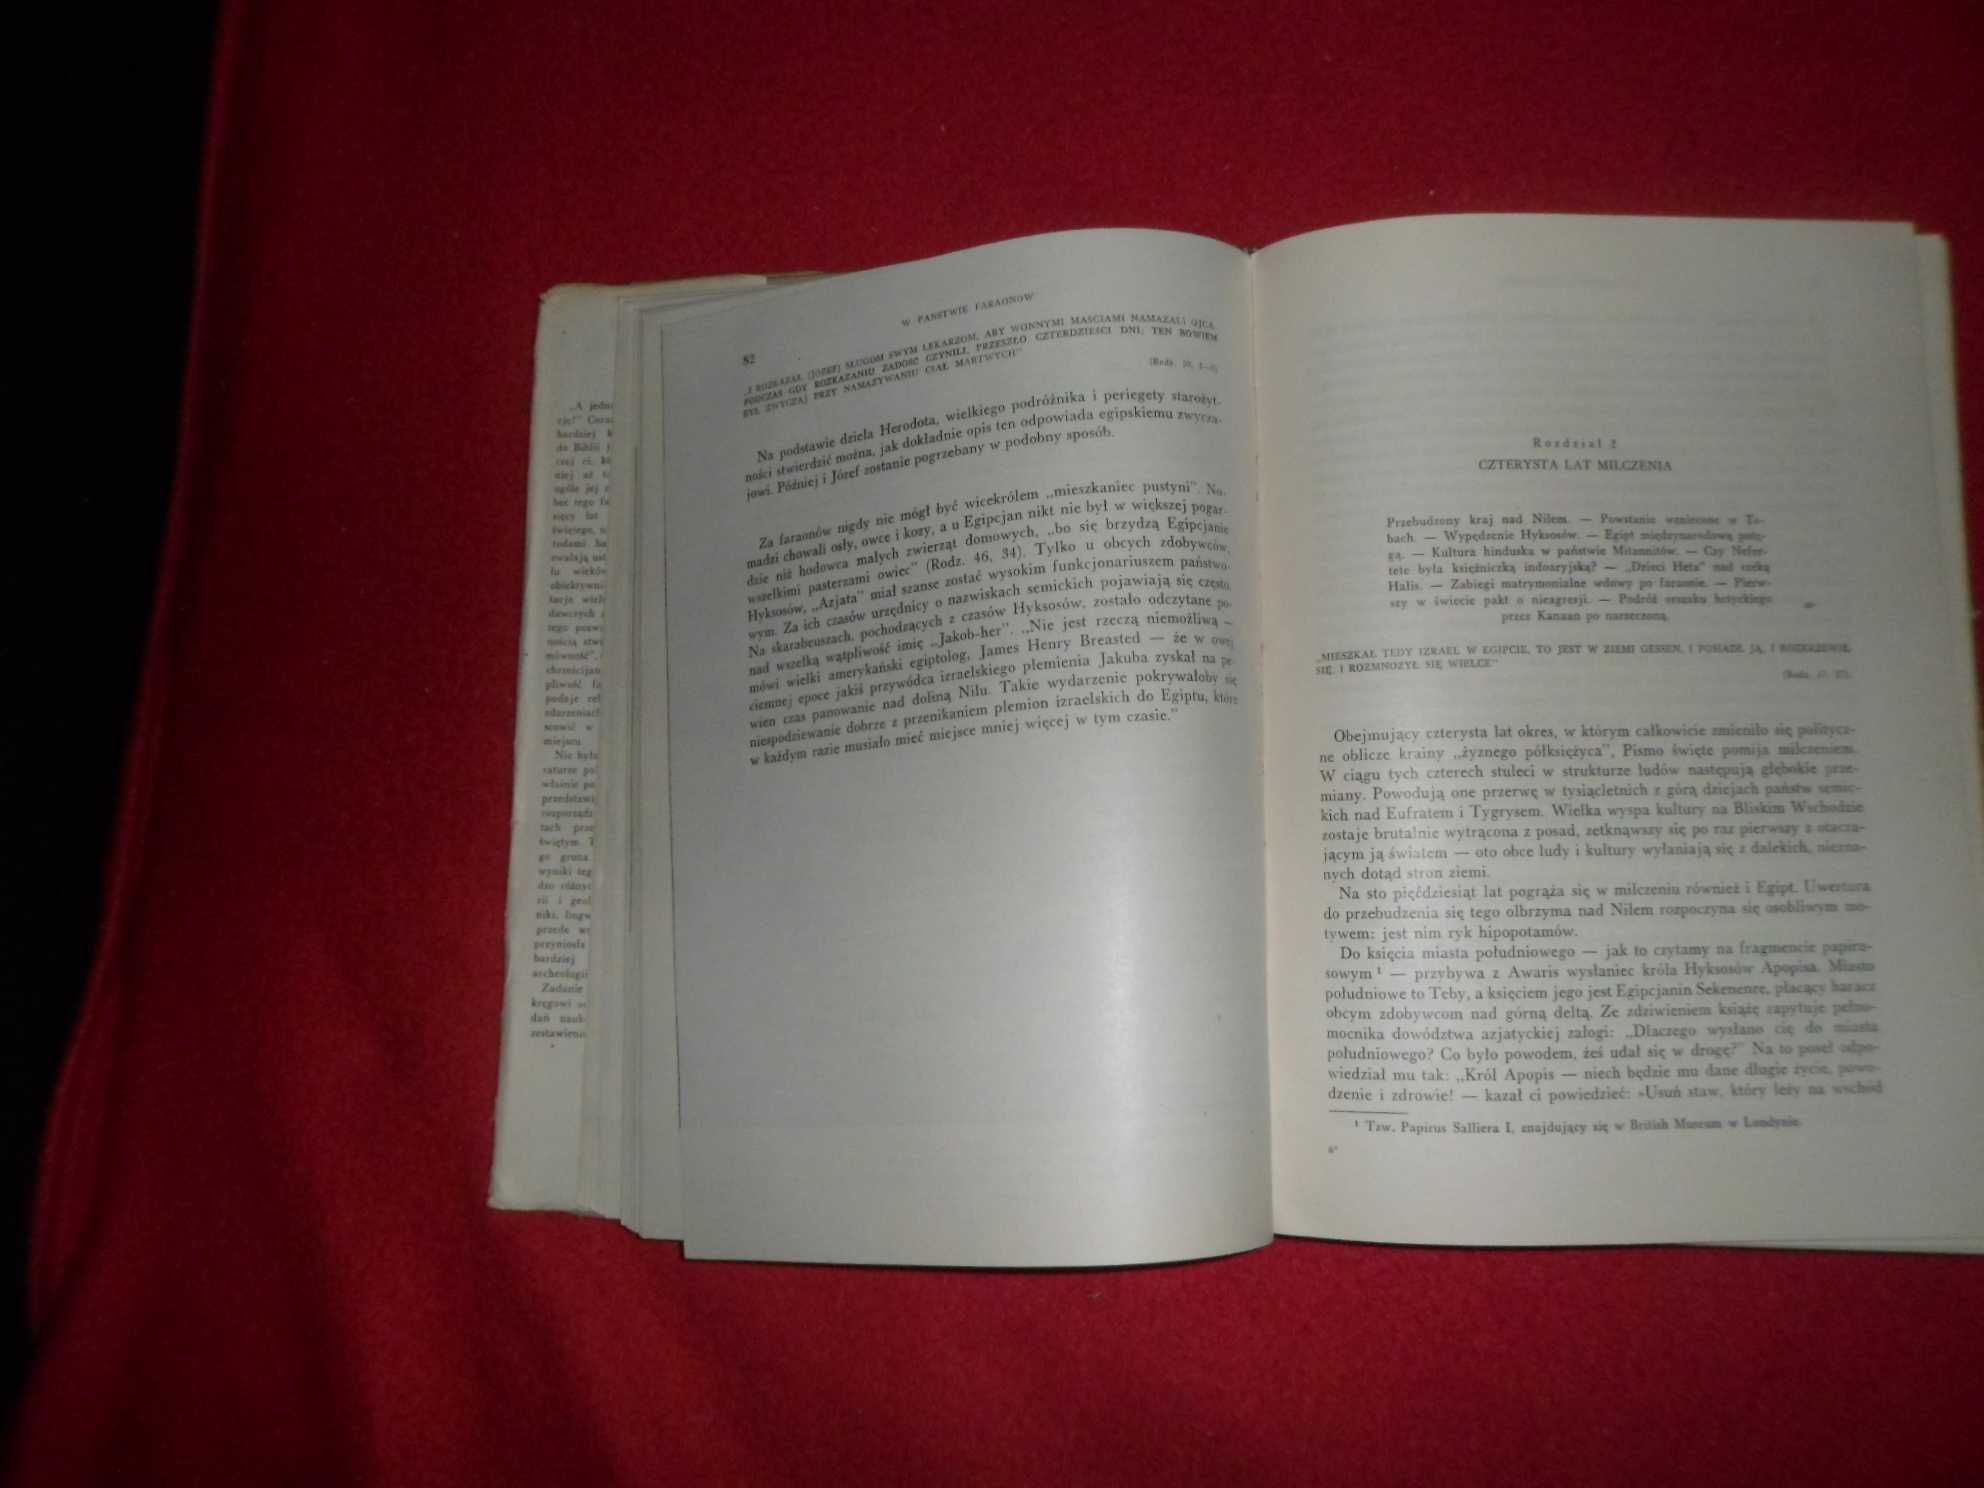 „A jedn
Nie była
Zadanie
kręgowi
dań nauk
zestawieni
82
W PAŃSTWIE FARAONÓW
„I ROZKAZAŁ (JÓZEF) SŁUGOM SWYM LEKARZOM, ABY WONNYMI MAŚCIAMI NAMAZALI OJCA.
PODCZAS GDY ROZKAZANIU ZADOŚĆ CZYNILI, PRZESZŁO CZTERDZIEŚCI DNI; TEN BOWIEM
BYŁ ZWYCZAJ PRZY NAMAZYWANIU CIAŁ MARTWYCH"
Na podstawie dzieła Herodota, wielkiego podróżnika i periegety starożyt-
ności stwierdzić można, jak dokładnie opis ten odpowiada egipskiemu zwycza-
jowi. Później i Józef zostanie pogrzebany w podobny sposób.
Za faraonów nigdy nie mógł być wicekrólem „mieszkaniec pustyni". No-
madzi chowali osły, owce i kozy, a u Egipcjan nikt nie był w większej pogar-
dzie niż hodowca małych zwierząt domowych, „bo się brzydzą Egipcjanie
wszelkimi pasterzami owiec" (Rodz. 46, 34). Tylko u obcych zdobywców,
Hyksosów, „Azjata" miał szanse zostać wysokim funkcjonariuszem państwo-
wym. Za ich czasów urzędnicy o nazwiskach semickich pojawiają się często.
Na skarabeuszach, pochodzących z czasów Hyksosów, zostało odczytane po-
nad wszelką wątpliwość imię „Jakob-her". „Nie jest rzeczą niemożliwą —
mówi wielki amerykański egiptolog, James Henry Breasted — że w owej
ciemnej epoce jakiś przywódca izraelskiego plemienia Jakuba zyskał na pe-
wien czas panowanie nad doliną Nilu. Takie wydarzenie pokrywałoby się
niespodziewanie dobrze z przenikaniem plemion izraelskich do Egiptu, które
w każdym razie musiało mieć miejsce mniej więcej w tym czasie."
Rozdział 2
CZTERYSTA LAT MILCZENIA
Przebudzony kraj nad Nilem. — Powstanie wzniecone w Te-
bach. — Wypędzenie Hyksosów. — Egipt międzynarodową potę-
gą. — Kultura hinduska w państwie Mitannitów. — Czy Nefer-
tete była księżniczką indoaryjską? — „Dzieci Heta" nad rzeką
Halis. — Zabiegi matrymonialne wdowy po faraonie. — Pierw-
szy w świecie pakt o nieagresji. — Podróż orszaku hetyckiego
przez Kanaan po narzeczoną.
„MIESZKAŁ TEDY IZRAEL W EGIPCIE, TO JEST W ZIEMI GESSEN, I POSIADŁ JĄ, I ROZKRZEWIŁ
SIĘ, I ROZMNOŻYŁ SIĘ WIELCE"
Obejmujący czterysta lat okres, w którym całkowicie zmieniło się politycz-
ne oblicze krainy „żyznego półksiężyca", Pismo święte pomija milczeniem.
W ciągu tych czterech stuleci w strukturze ludów następują głębokie prze-
miany. Powodują one przerwę w tysiącletnich z górą dziejach państw semic-
kich nad Eufratem i Tygrysem. Wielka wyspa kultury na Bliskim Wschodzie
zostaje brutalnie wytrącona z posad, zetknąwszy się po raz pierwszy z otacza-
jącym ją światem — oto obce ludy i kultury wyłaniają się z dalekich, niezna-
nych dotąd stron ziemi.
Na sto pięćdziesiąt lat pogrąża się w milczeniu również i Egipt. Uwertura
do przebudzenia się tego olbrzyma nad Nilem rozpoczyna się osobliwym mo-
tywem: jest nim ryk hipopotamów.
Do księcia miasta południowego — jak to czytamy na fragmencie papiru-
sowym ¹ — przybywa z Awaris wysłaniec króla Hyksosów Apopisa. Miasto
południowe to Teby, a księciem jego jest Egipcjanin Sekenenre, płacący haracz
obcym zdobywcom nad górną deltą. Ze zdziwieniem książę zapytuje pełno-
mocnika dowództwa azjatyckiej załogi: „Dlaczego wysłano cię do miasta
południowego? Co było powodem, żeś udał się w drogę?" Na to poseł odpo-
wiedział mu tak: „Król Apopis — niech będzie mu dane długie życie, powo-
dzenie i zdrowie! — kazał ci powiedzieć: »Usuń staw, który leży na wschód
¹ Tzw. Papirus Salliera I, znajdujący się w British Museum w Londynie.
6*